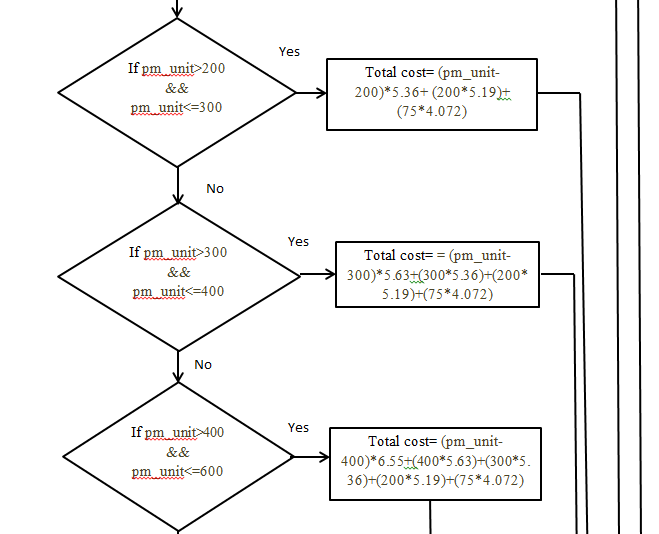 Yes
If pm_unit>200
&&
pm_unit<=300
Total cost= (pm_unit-
200)*5.36+ (200*5.19)+
(75*4.072)
No
Yes
If pm_unit>300
&&
pm_unit<=400
Total cost= = (pm_unit-
300)*5.63+(300*5.36)+(200*
5.19)+(75*4.072)
No
Yes
If pm_unit>400
&&
pm_unit<=600
Total cost= (pm_unit-
400)*6.55+(400*5.63)+(300*5.
36)+(200*5.19)+(75*4.072)